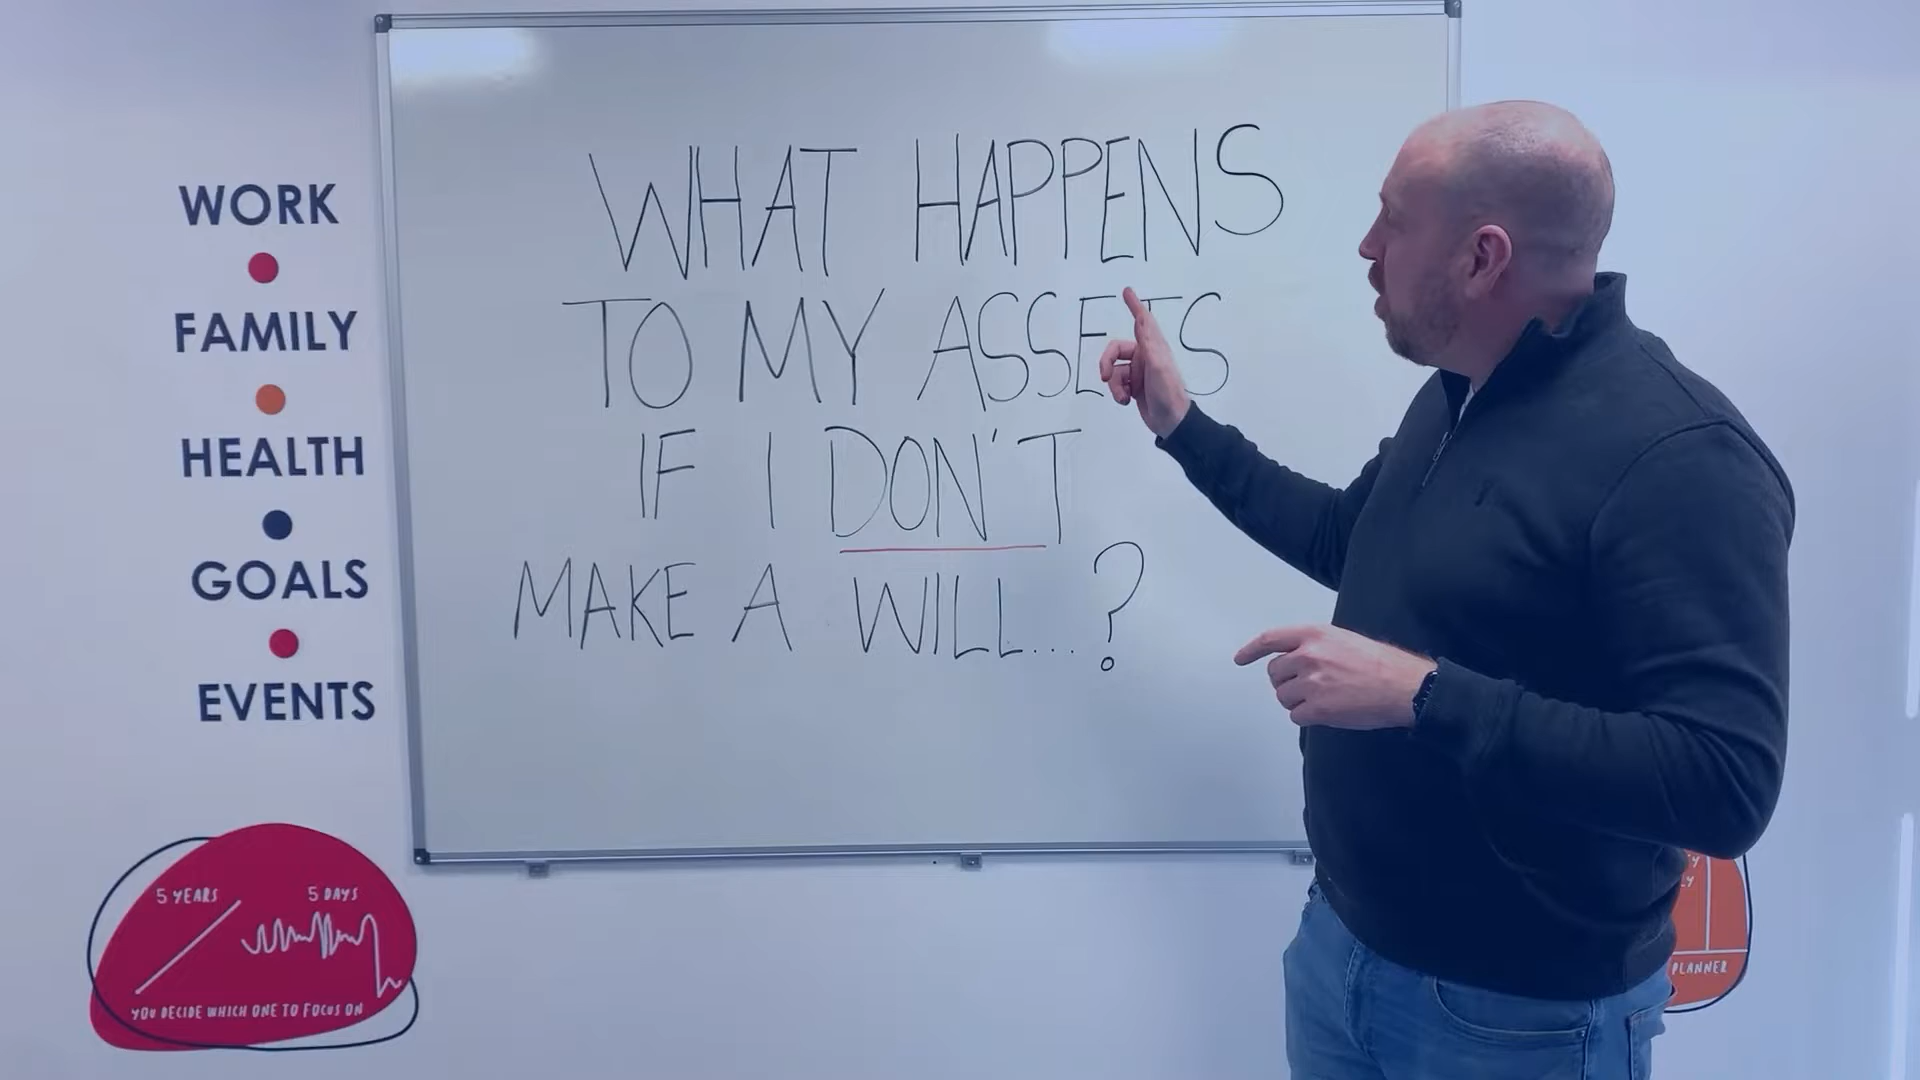 WORK
FAMILY
HEALTH
GOALS
EVENTS
WHAT HAPPENS
TO MY ASSETS
IF I DON'T
MAKE A WILL...?
5 YEARS 5 DAYS
YOU DECIDE WHICH ONE TO FOCUS ON
PLANNER